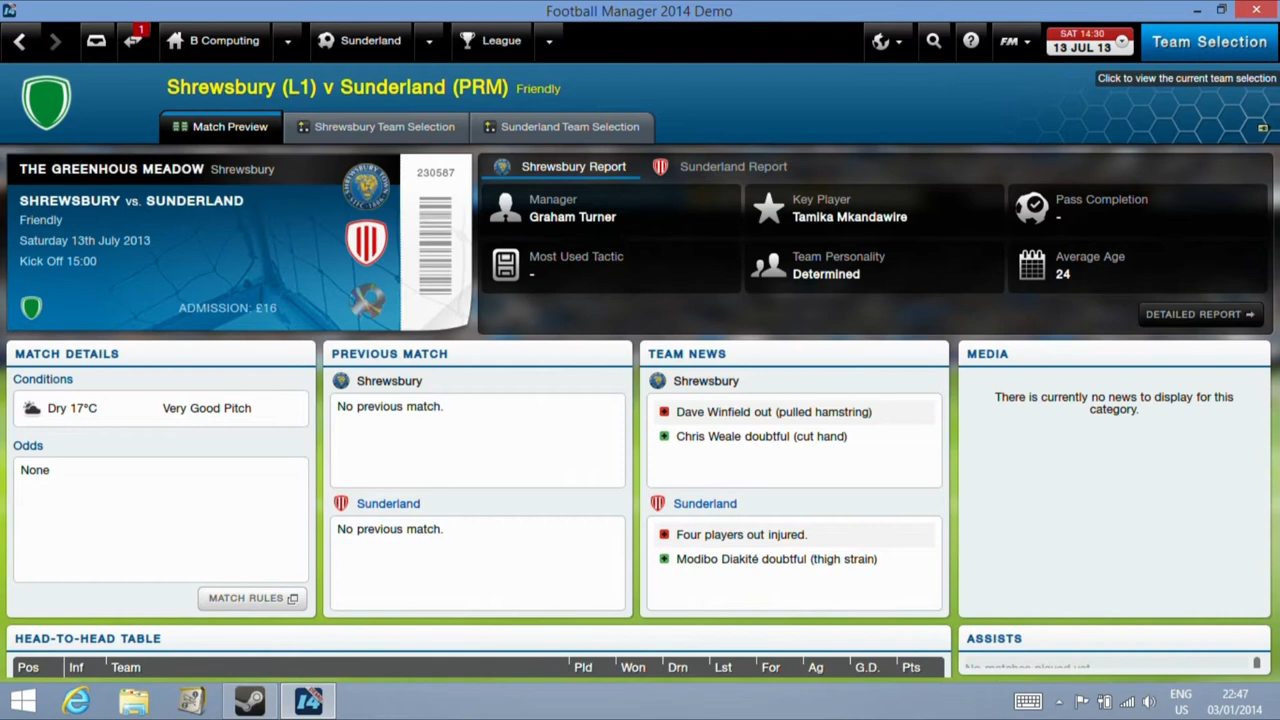 14 Football Manager 2014 Demo
1 B Computing Sunderland League FM SAT 14:30 13 JUL 13 Team Selection
Shrewsbury (L1) v Sunderland (PRM) Friendly
Click to view the current team selection
Match Preview Shrewsbury Team Selection Sunderland Team Selection
THE GREENHOUS MEADOW Shrewsbury
230587
SHREWSBURY vs. SUNDERLAND
Friendly
Saturday 13th July 2013
Kick Off 15:00
ADMISSION: £16
Shrewsbury Report Sunderland Report
Manager
Graham Turner
Key Player
Tamika Mkandawire
Pass Completion
-
Most Used Tactic
-
Team Personality
Determined
Average Age
24
DETAILED REPORT
MATCH DETAILS
Conditions
Dry 17°C Very Good Pitch
Odds
None
MATCH RULES
PREVIOUS MATCH
Shrewsbury
No previous match.
Sunderland
No previous match.
TEAM NEWS
Shrewsbury
Dave Winfield out (pulled hamstring)
Chris Weale doubtful (cut hand)
Sunderland
Four players out injured.
Modibo Diakité doubtful (thigh strain)
MEDIA
There is currently no news to display for this
category.
HEAD-TO-HEAD TABLE
Pos Inf Team Pld Won Drn Lst For Ag G.D. Pts
ASSISTS
No matches played yet
14
ENG
US
22:47
03/01/2014